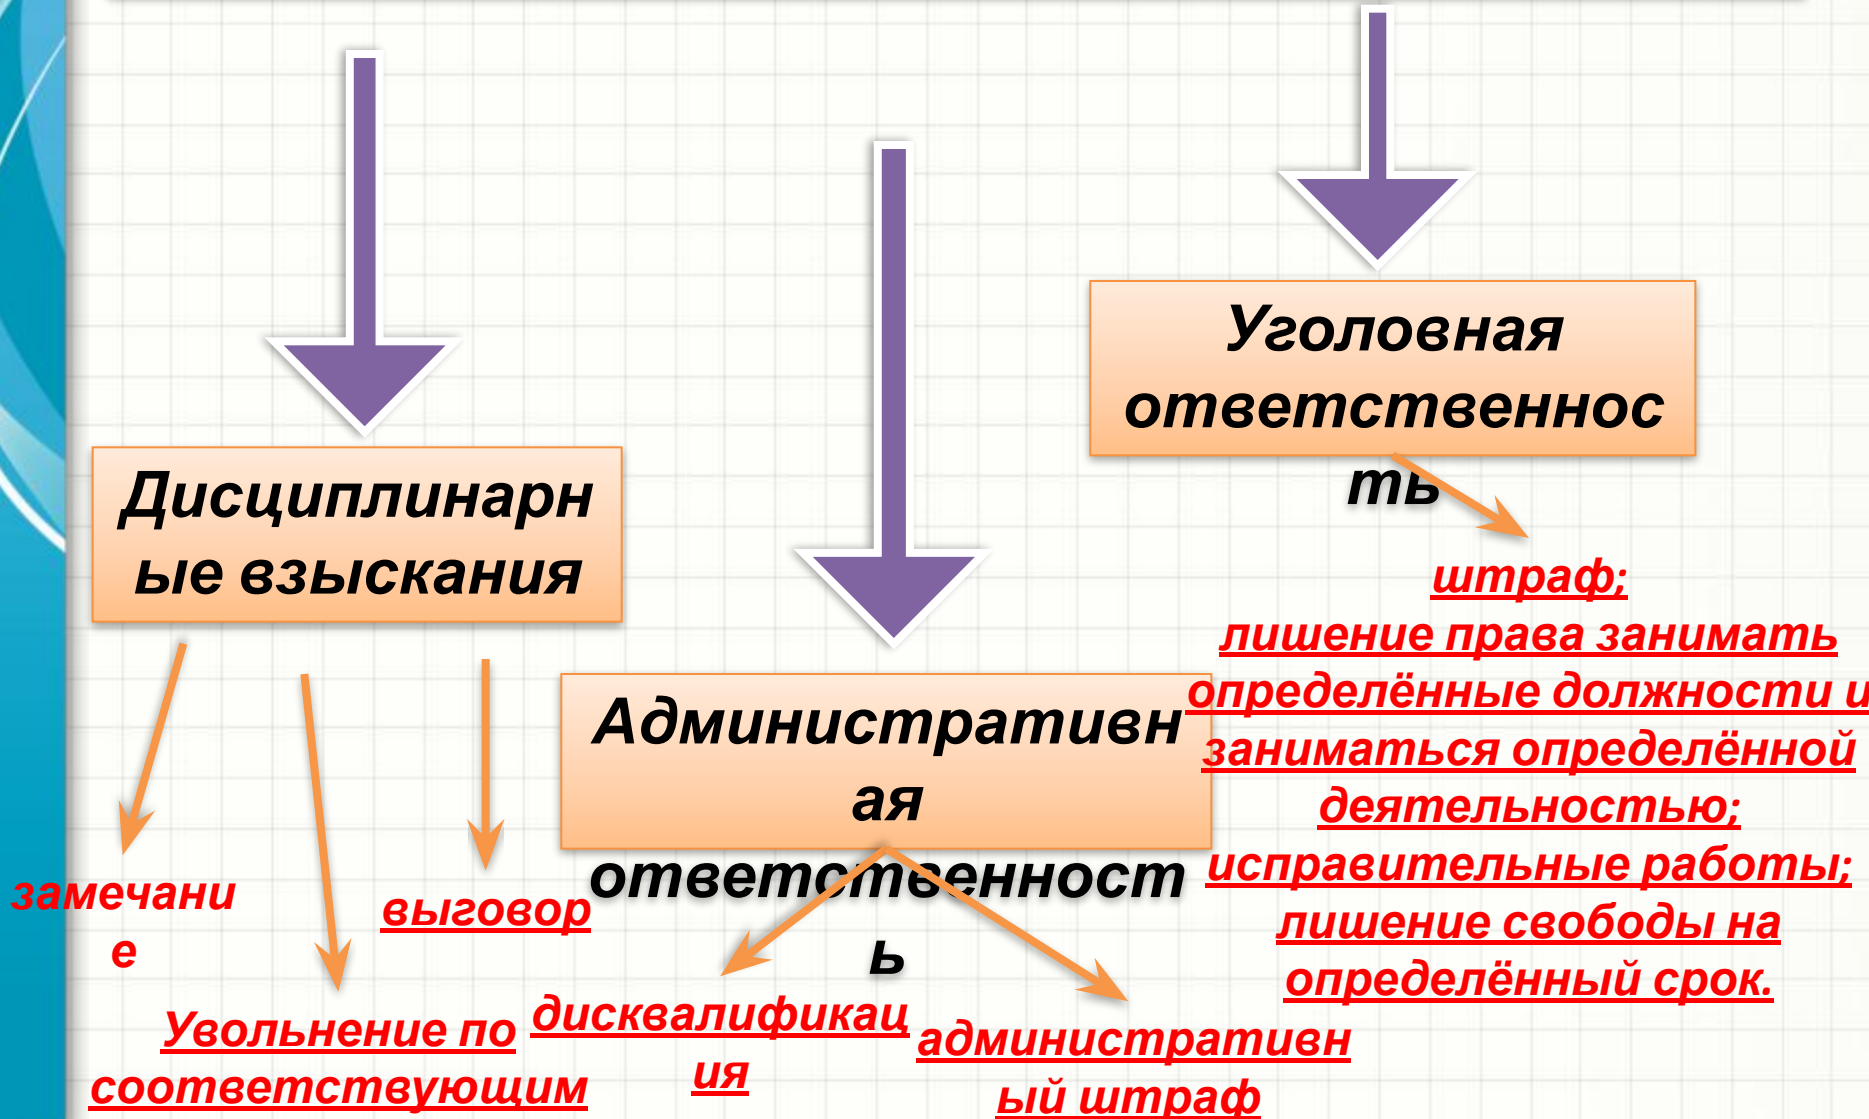 Уголовная
ответственнос
ть
Дисциплинарн
ые взыскания
Административн
ая
ответственност
ь
штраф;
лишение права занимать
определённые должности и
заниматься определённой
деятельностью;
исправительные работы;
лишение свободы на
определённый срок.
замечани
е
Увольнение по
соответствующим
выговор
дисквалификац
ия
административн
ый штраф